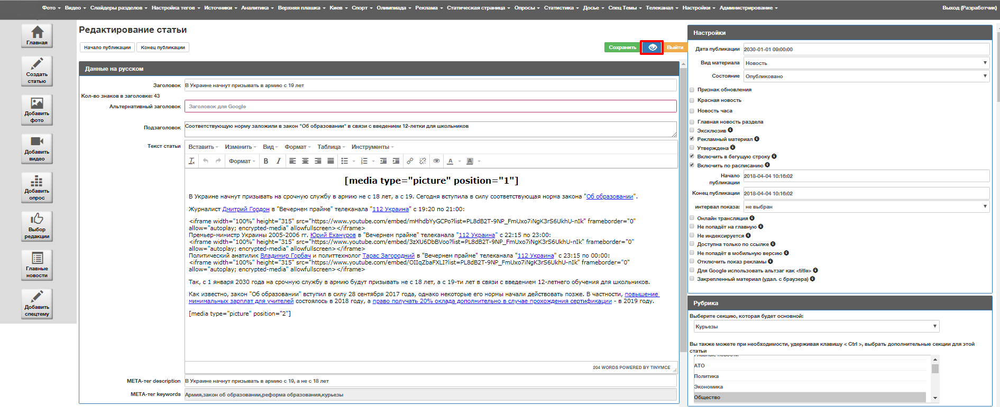 Фото Видео Слайдеры разделов Настройка тегов Источники Аналитика Верхняя плашка Киев Спорт Олимпиада Реклама Статическая страница Опросы Статистика Досье Спец Темы Телеканал Настройки Администрирование Выход (Разработчик)
Главная
Создать
статью
Добавить
фото
Добавить
видео
Добавить
опрос
Выбор
редакции
Главные
новости
Добавить
спецтему
Редактирование статьи
Начало публикации Конец публикации Сохранить Выйти
Данные на русском
Заголовок В Украине начнут призывать в армию с 19 лет
Кол-во знаков в заголовке: 43
Альтернативный заголовок Заголовок для Google
Подзаголовок Соответствующую норму заложили в закон "Об образовании" в связи с введением 12-летки для школьников
Текст статьи Вставить Изменить Вид Формат Таблица Инструменты
Формат B I A A
[media type="picture" position="1"]
В Украине начнут призывать на срочную службу в армию не с 18 лет, а с 19. Сегодня вступила в силу соответствующая норма закона "Об образовании".
Журналист Дмитрий Гордон в "Вечернем прайме" телеканала "112 Украина" с 19:20 по 21:00:
<iframe width="100%" height="315" src="https://www.youtube.com/embed/mHhdbYyGCPo?list=PL8dB2T-9NP_FmUxo7iNgK3rS6UkhU-nIk" frameborder="0"
allow="autoplay; encrypted-media" allowfullscreen></iframe>
Премьер-министр Украины 2005-2006 гг. Юрий Ехануров в "Вечернем прайме" телеканала "112 Украина" с 22:15 по 23:00:
<iframe width="100%" height="315" src="https://www.youtube.com/embed/3zXU6DbBVoo?list=PL8dB2T-9NP_FmUxo7iNgK3rS6UkhU-nIk" frameborder="0"
allow="autoplay; encrypted-media" allowfullscreen></iframe>
Политический анатилик Владимир Горбач и политтехнолог Тарас Загородний в "Вечернем прайме" телеканала "112 Украина" с 23:15 по 00:00:
<iframe width="100%" height="315" src="https://www.youtube.com/embed/OIIqZbaFXLI?list=PL8dB2T-9NP_FmUxo7iNgK3rS6UkhU-nIk" frameborder="0"
allow="autoplay; encrypted-media" allowfullscreen></iframe>
Так, с 1 января 2030 года на срочную службу в армию будут призывать не с 18 лет, а с 19-ти лет в связи с введением 12-летнего обучения для школьников.
Как известно, закон "Об образовании" вступил в силу 28 сентября 2017 года, однако некоторые его нормы начали действовать позже. В частности, повышение
минимальных зарплат для учителей состоялось в 2018 году, а право получать 20% оклада дополнительно в случае прохождения сертификации - в 2019 году.
[media type="picture" position="2"]
204 WORDS POWERED BY TINYMCE
META-тег description В Украине начнут призывать в армию с 19, а не с 18 лет
META-тег keywords Армия,закон об образовании,реформа образования,курьезы
Настройки
Дата публикации 2030-01-01 09:00:00
Вид материала Новость
Состояние Опубликовано
Признак обновления
Красная новость
Новость часа
Главная новость раздела
Эксклюзив
Рекламный материал
Утверждена
Включить в бегущую строку
Включить по расписанию
Начало
публикации 2018-04-04 10:16:02
Конец публикации 2018-04-04 10:16:02
интервал показа: не выбран
Онлайн трансляция
Не попадёт на главную
Не индексируется
Доступна только по ссылке
Не попадёт в мобильную версию
Отключить показ рекламы
Для Google использовать альтзаг как <title>
Закрепленный материал (удал. с браузера)
Рубрика
Выберите секцию, которая будет основной:
Курьезы
Вы также можете при необходимости, удерживая клавишу < Ctrl >, выбрать дополнительные секции для этой
статьи
Главные новости
АТО
Политика
Экономика
Общество